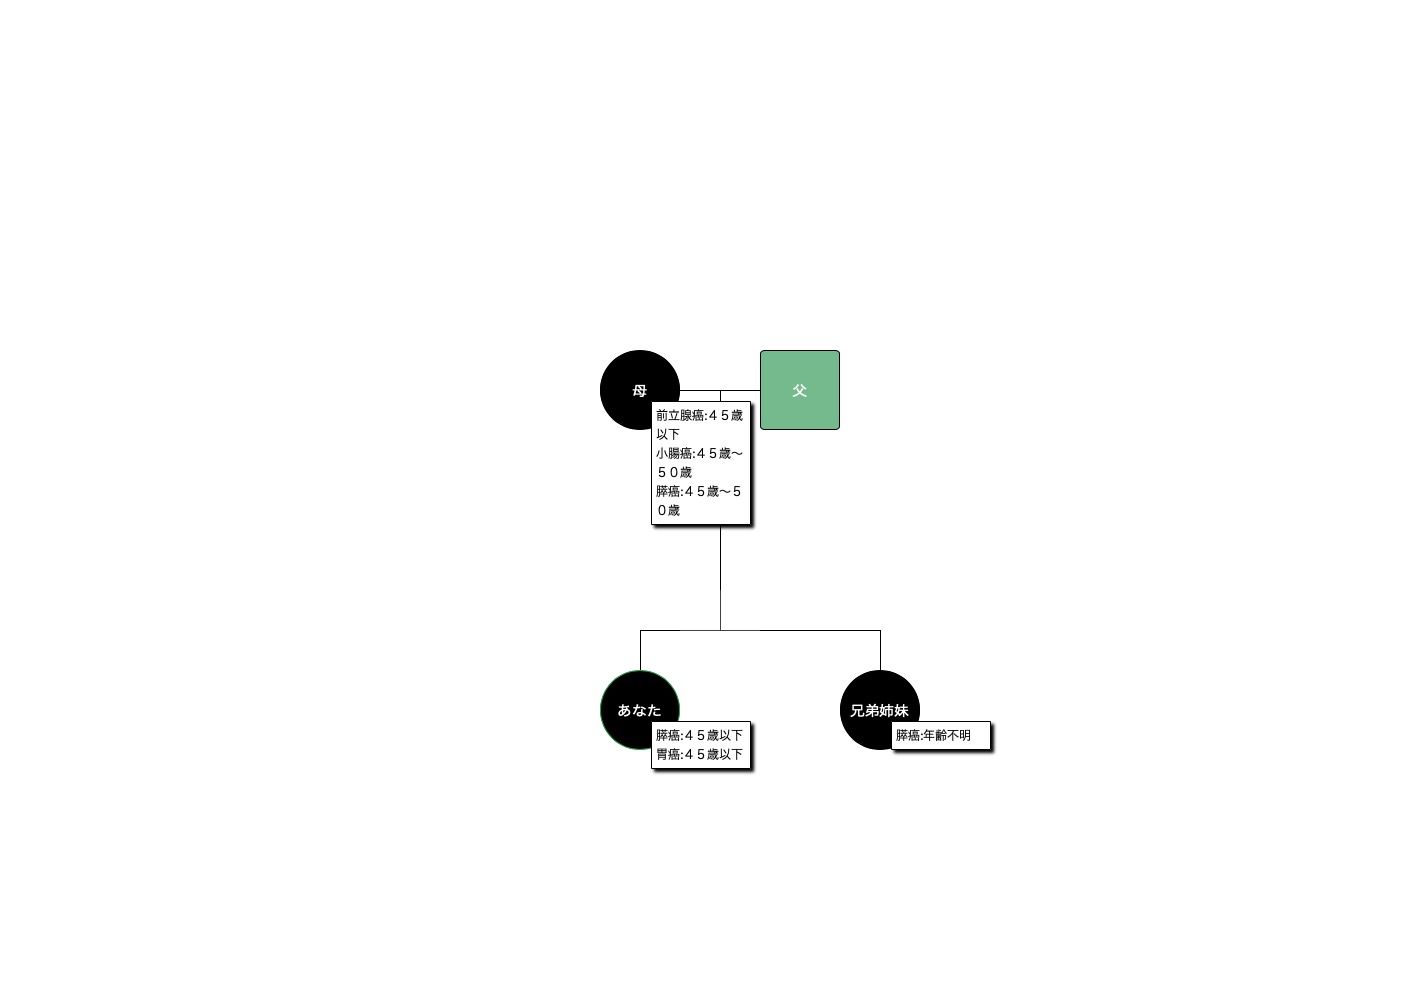 母
父
前立腺癌:４５歳
以下
小腸癌:４５歳～
５０歳
膵癌:４５歳～５
０歳
あなた
兄弟姉妹
膵癌:４５歳以下
胃癌:４５歳以下
膵癌:年齢不明